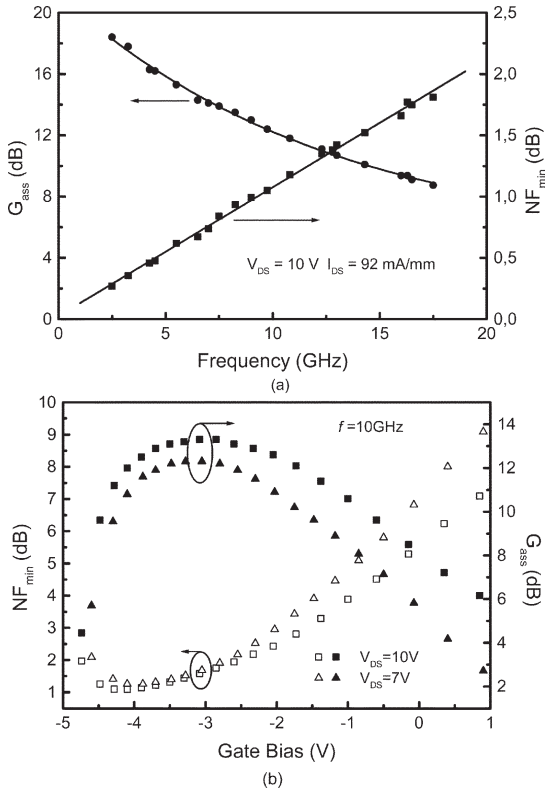 (a)
20
16
12
8
4
0
G_ass (dB)
2,5
2,0
1,5
1,0
0,5
0,0
NF_min (dB)
V_DS = 10 V I_DS = 92 mA/mm
0 5 10 15 20
Frequency (GHz)
(a)
10
9
8
7
6
5
4
3
2
1
NF_min (dB)
14
12
10
8
6
4
2
G_ass (dB)
f =10GHz
V_DS=10V
V_DS=7V
-5 -4 -3 -2 -1 0 1
Gate Bias (V)
(b)